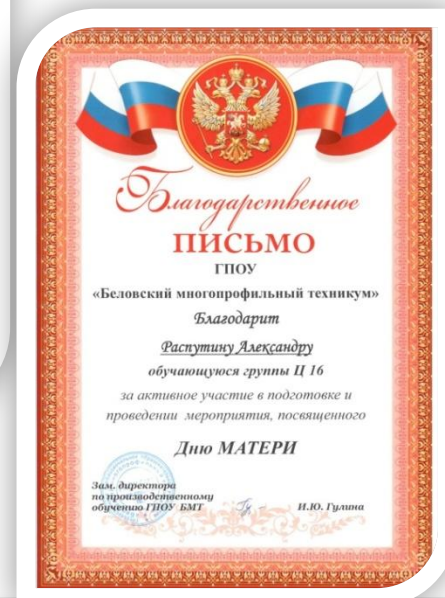 Благодарственное
ПИСЬМО
ГПОУ
«Беловский многопрофильный техникум»
Благодарит
Распутину Александру
обучающуюся группы Ц 16
за активное участие в подготовке и
проведении мероприятия, посвященного
Дню МАТЕРИ
Зам. директора
по производственному
обучению ГПОУ БМТ И.Ю. Гулина